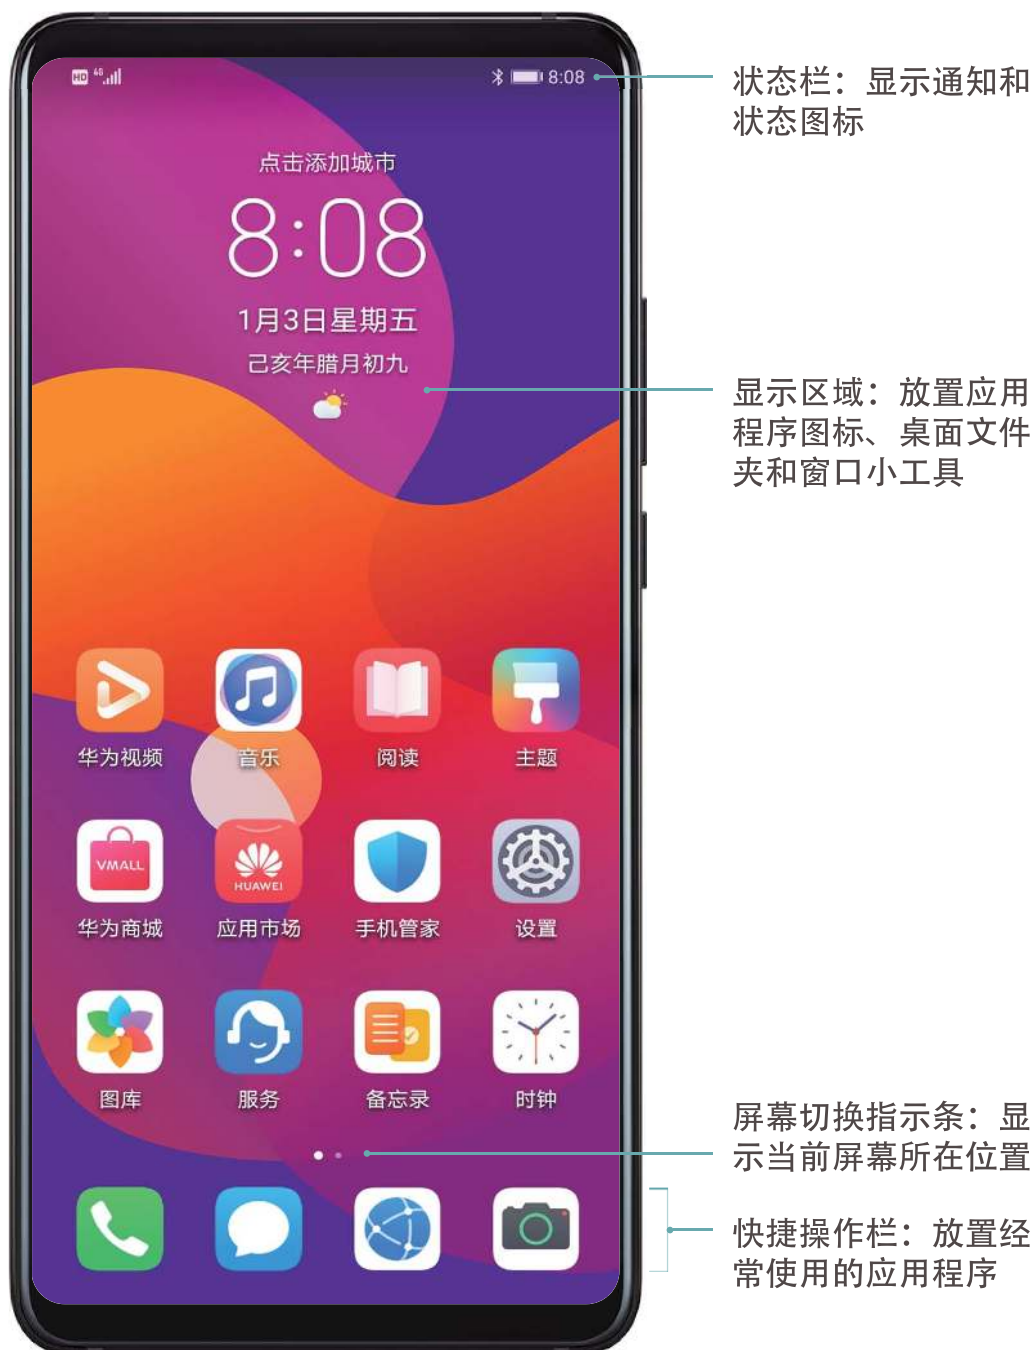 HD 4G 8:08
状态栏：显示通知和
状态图标
点击添加城市
8:08
1月3日星期五
己亥年腊月初九
显示区域：放置应用
程序图标、桌面文件
夹和窗口小工具
华为视频 音乐 阅读 主题
VMALL HUAWEI
华为商城 应用市场 手机管家 设置
图库 服务 备忘录 时钟
屏幕切换指示条：显
示当前屏幕所在位置
快捷操作栏：放置经
常使用的应用程序